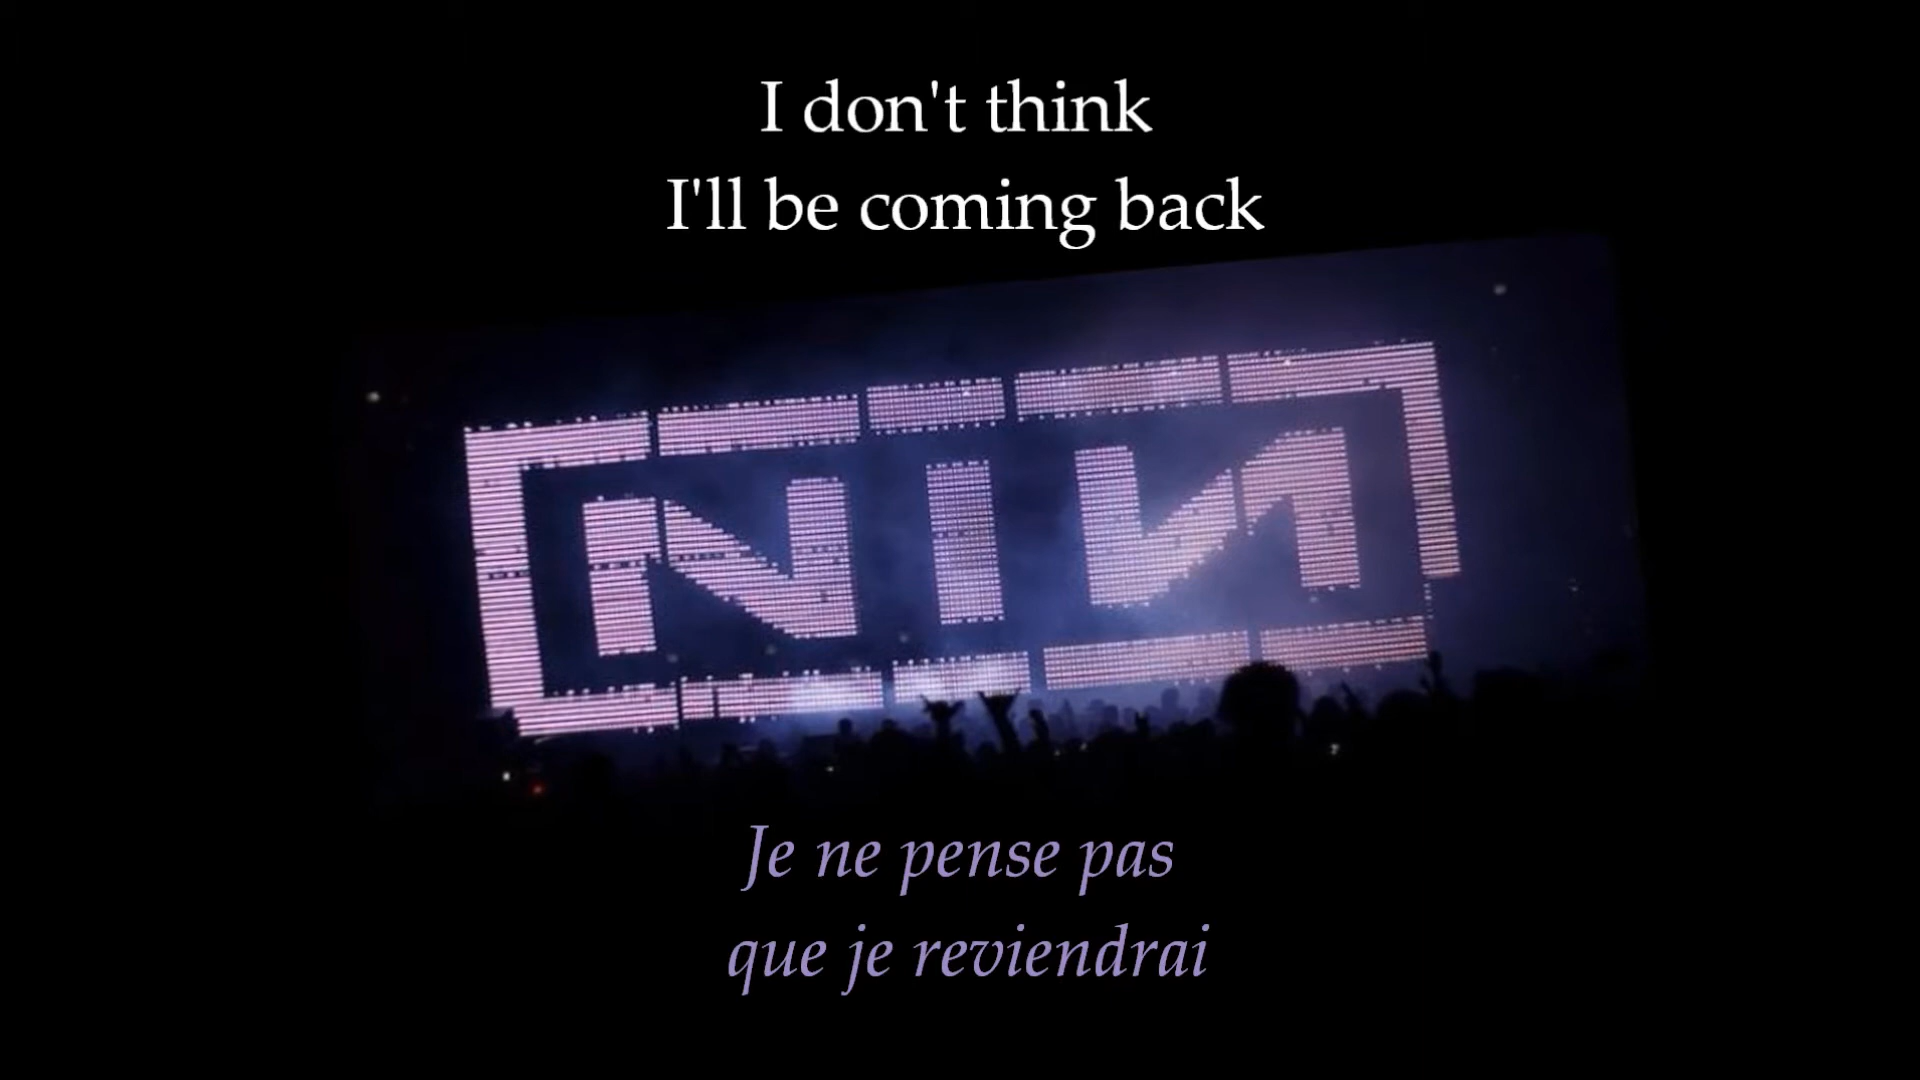 I don't think
I'll be coming back
NIN
Je ne pense pas
que je reviendrai